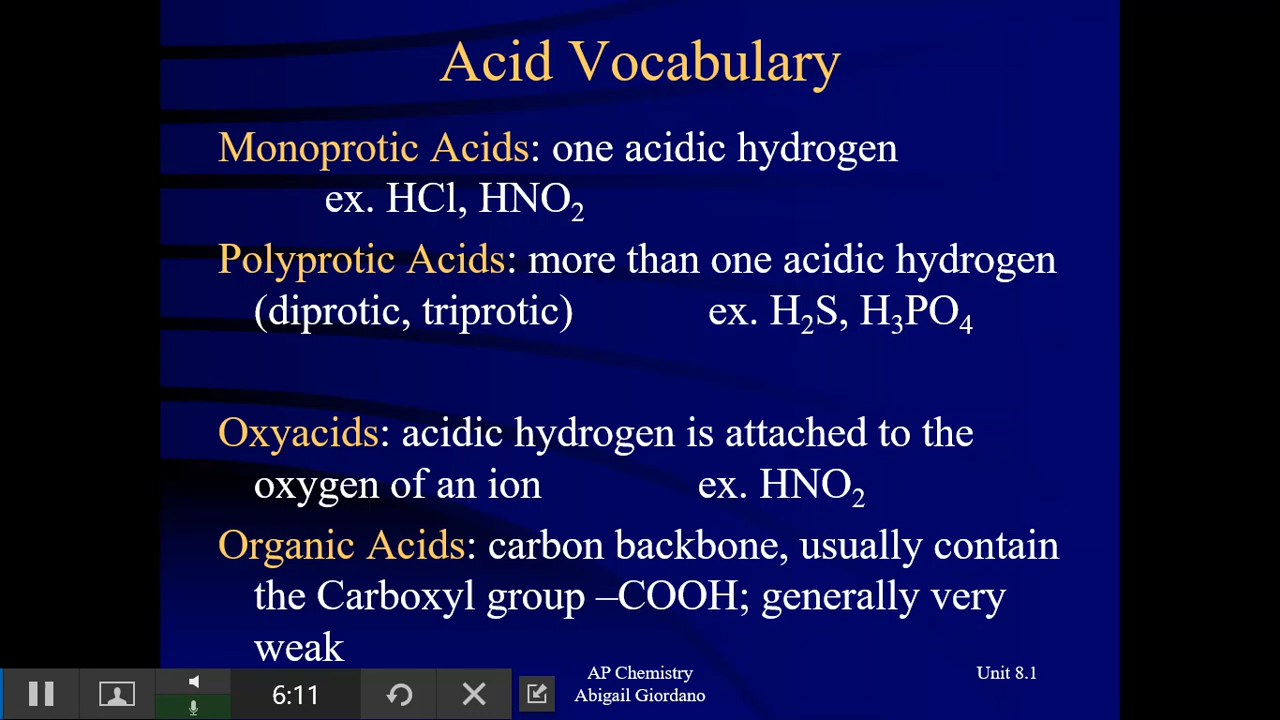 Acid Vocabulary
Monoprotic Acids: one acidic hydrogen
ex. HCl, HNO₂
Polyprotic Acids: more than one acidic hydrogen
(diprotic, triprotic) ex. H₂S, H₃PO₄
Oxyacids: acidic hydrogen is attached to the
oxygen of an ion ex. HNO₂
Organic Acids: carbon backbone, usually contain
the Carboxyl group –COOH; generally very
weak
AP Chemistry
Abigail Giordano
Unit 8.1
6:11